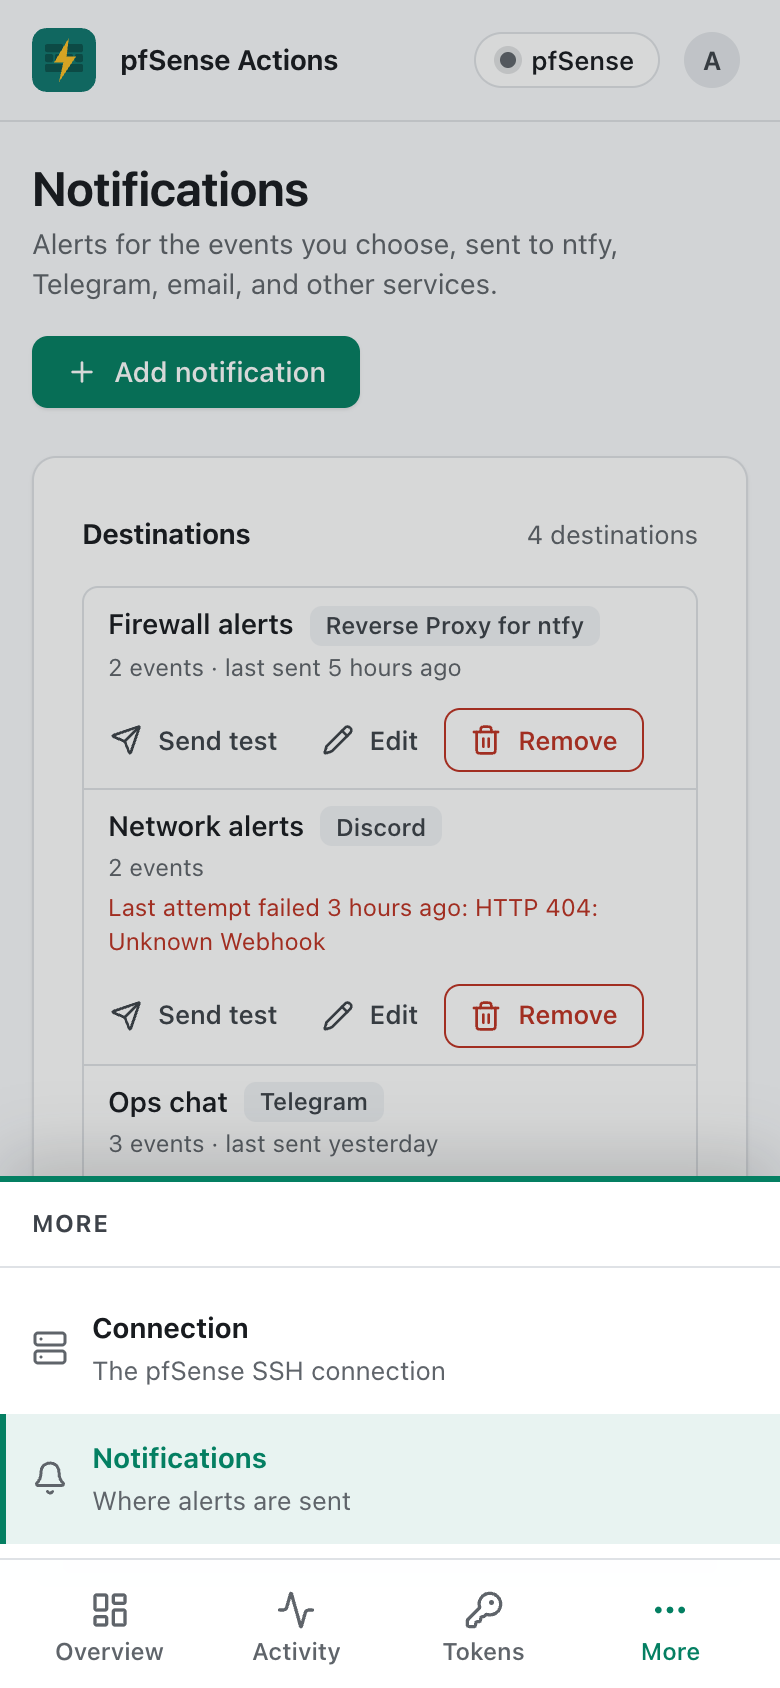 pfSense Actions
pfSense
A
Notifications
Alerts for the events you choose, sent to ntfy,
Telegram, email, and other services.
Add notification
Destinations
4 destinations
Firewall alerts
Reverse Proxy for ntfy
2 events · last sent 5 hours ago
Send test
Edit
Remove
Network alerts
Discord
2 events
Last attempt failed 3 hours ago: HTTP 404:
Unknown Webhook
Send test
Edit
Remove
Ops chat
Telegram
3 events · last sent yesterday
MORE
Connection
The pfSense SSH connection
Notifications
Where alerts are sent
Overview
Activity
Tokens
More